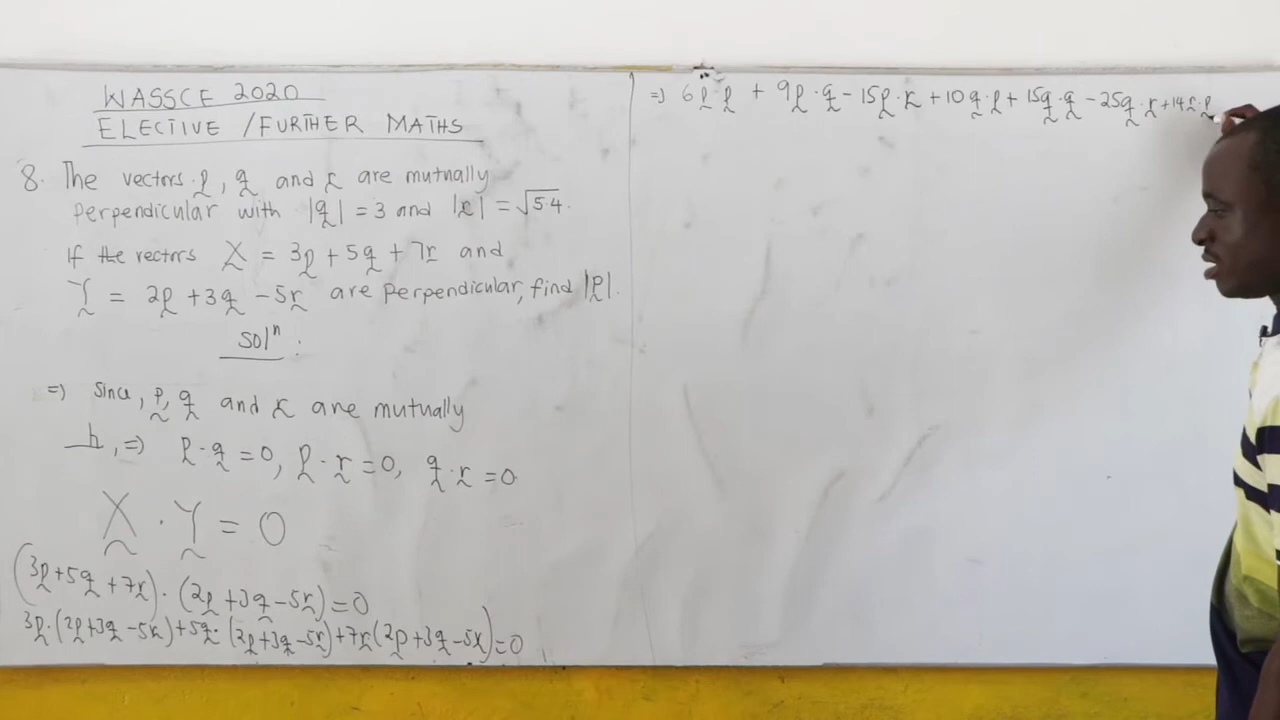 WASSCE 2020
ELECTIVE / FURTHER MATHS
8. The vectors p, q and r are mutually
perpendicular with |q| = 3 and |r| = √5.4.
If the vectors X = 3p + 5q + 7r and
Y = 2p + 3q - 5r are perpendicular, find |p|.
solⁿ:
⇒ since, p, q and r are mutually
⇒ p·q = 0, p·r = 0, q·r = 0
X · Y = 0
(3p + 5q + 7r) · (2p + 3q - 5r) = 0
3p·(2p + 3q - 5r) + 5q·(2p + 3q - 5r) + 7r(2p + 3q - 5r) = 0
⇒ 6p·p + 9p·q - 15p·r + 10q·p + 15q·q - 25q·r + 14r·p